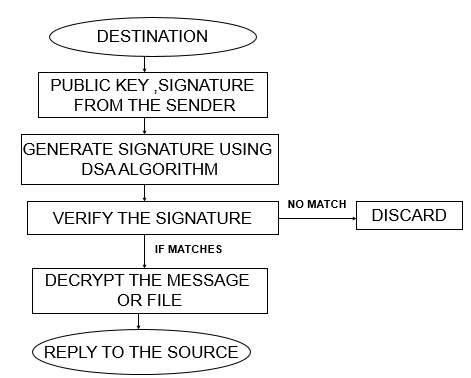 DESTINATION
PUBLIC KEY ,SIGNATURE
FROM THE SENDER
GENERATE SIGNATURE USING
DSA ALGORITHM
VERIFY THE SIGNATURE
NO MATCH
DISCARD
IF MATCHES
DECRYPT THE MESSAGE
OR FILE
REPLY TO THE SOURCE